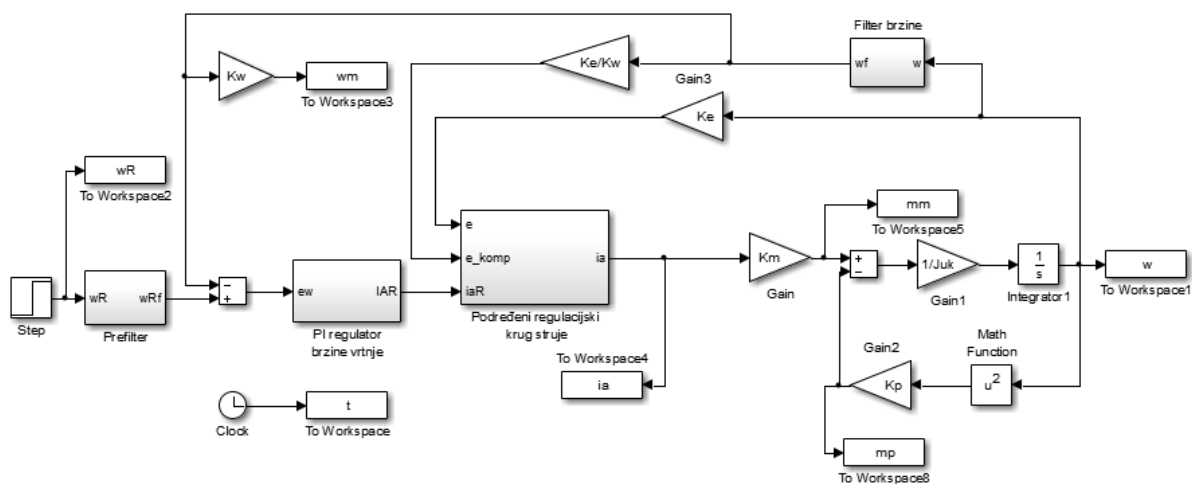 Filter brzine
wf
w
Ke/Kw
Gain3
Kw
wm
To Workspace3
Ke
wR
To Workspace2
e
e_komp
iaR
ia
Podređeni regulacijski
krug struje
mm
To Workspace5
Km
Gain
+
−
1/Juk
Gain1
1
s
Integrator1
w
To Workspace1
Step
wR
wRf
Prefilter
−
+
ew
IAR
PI regulator
brzine vrtnje
To Workspace4
ia
Gain2
Kp
Math
Function
u2
Clock
t
To Workspace
mp
To Workspace8